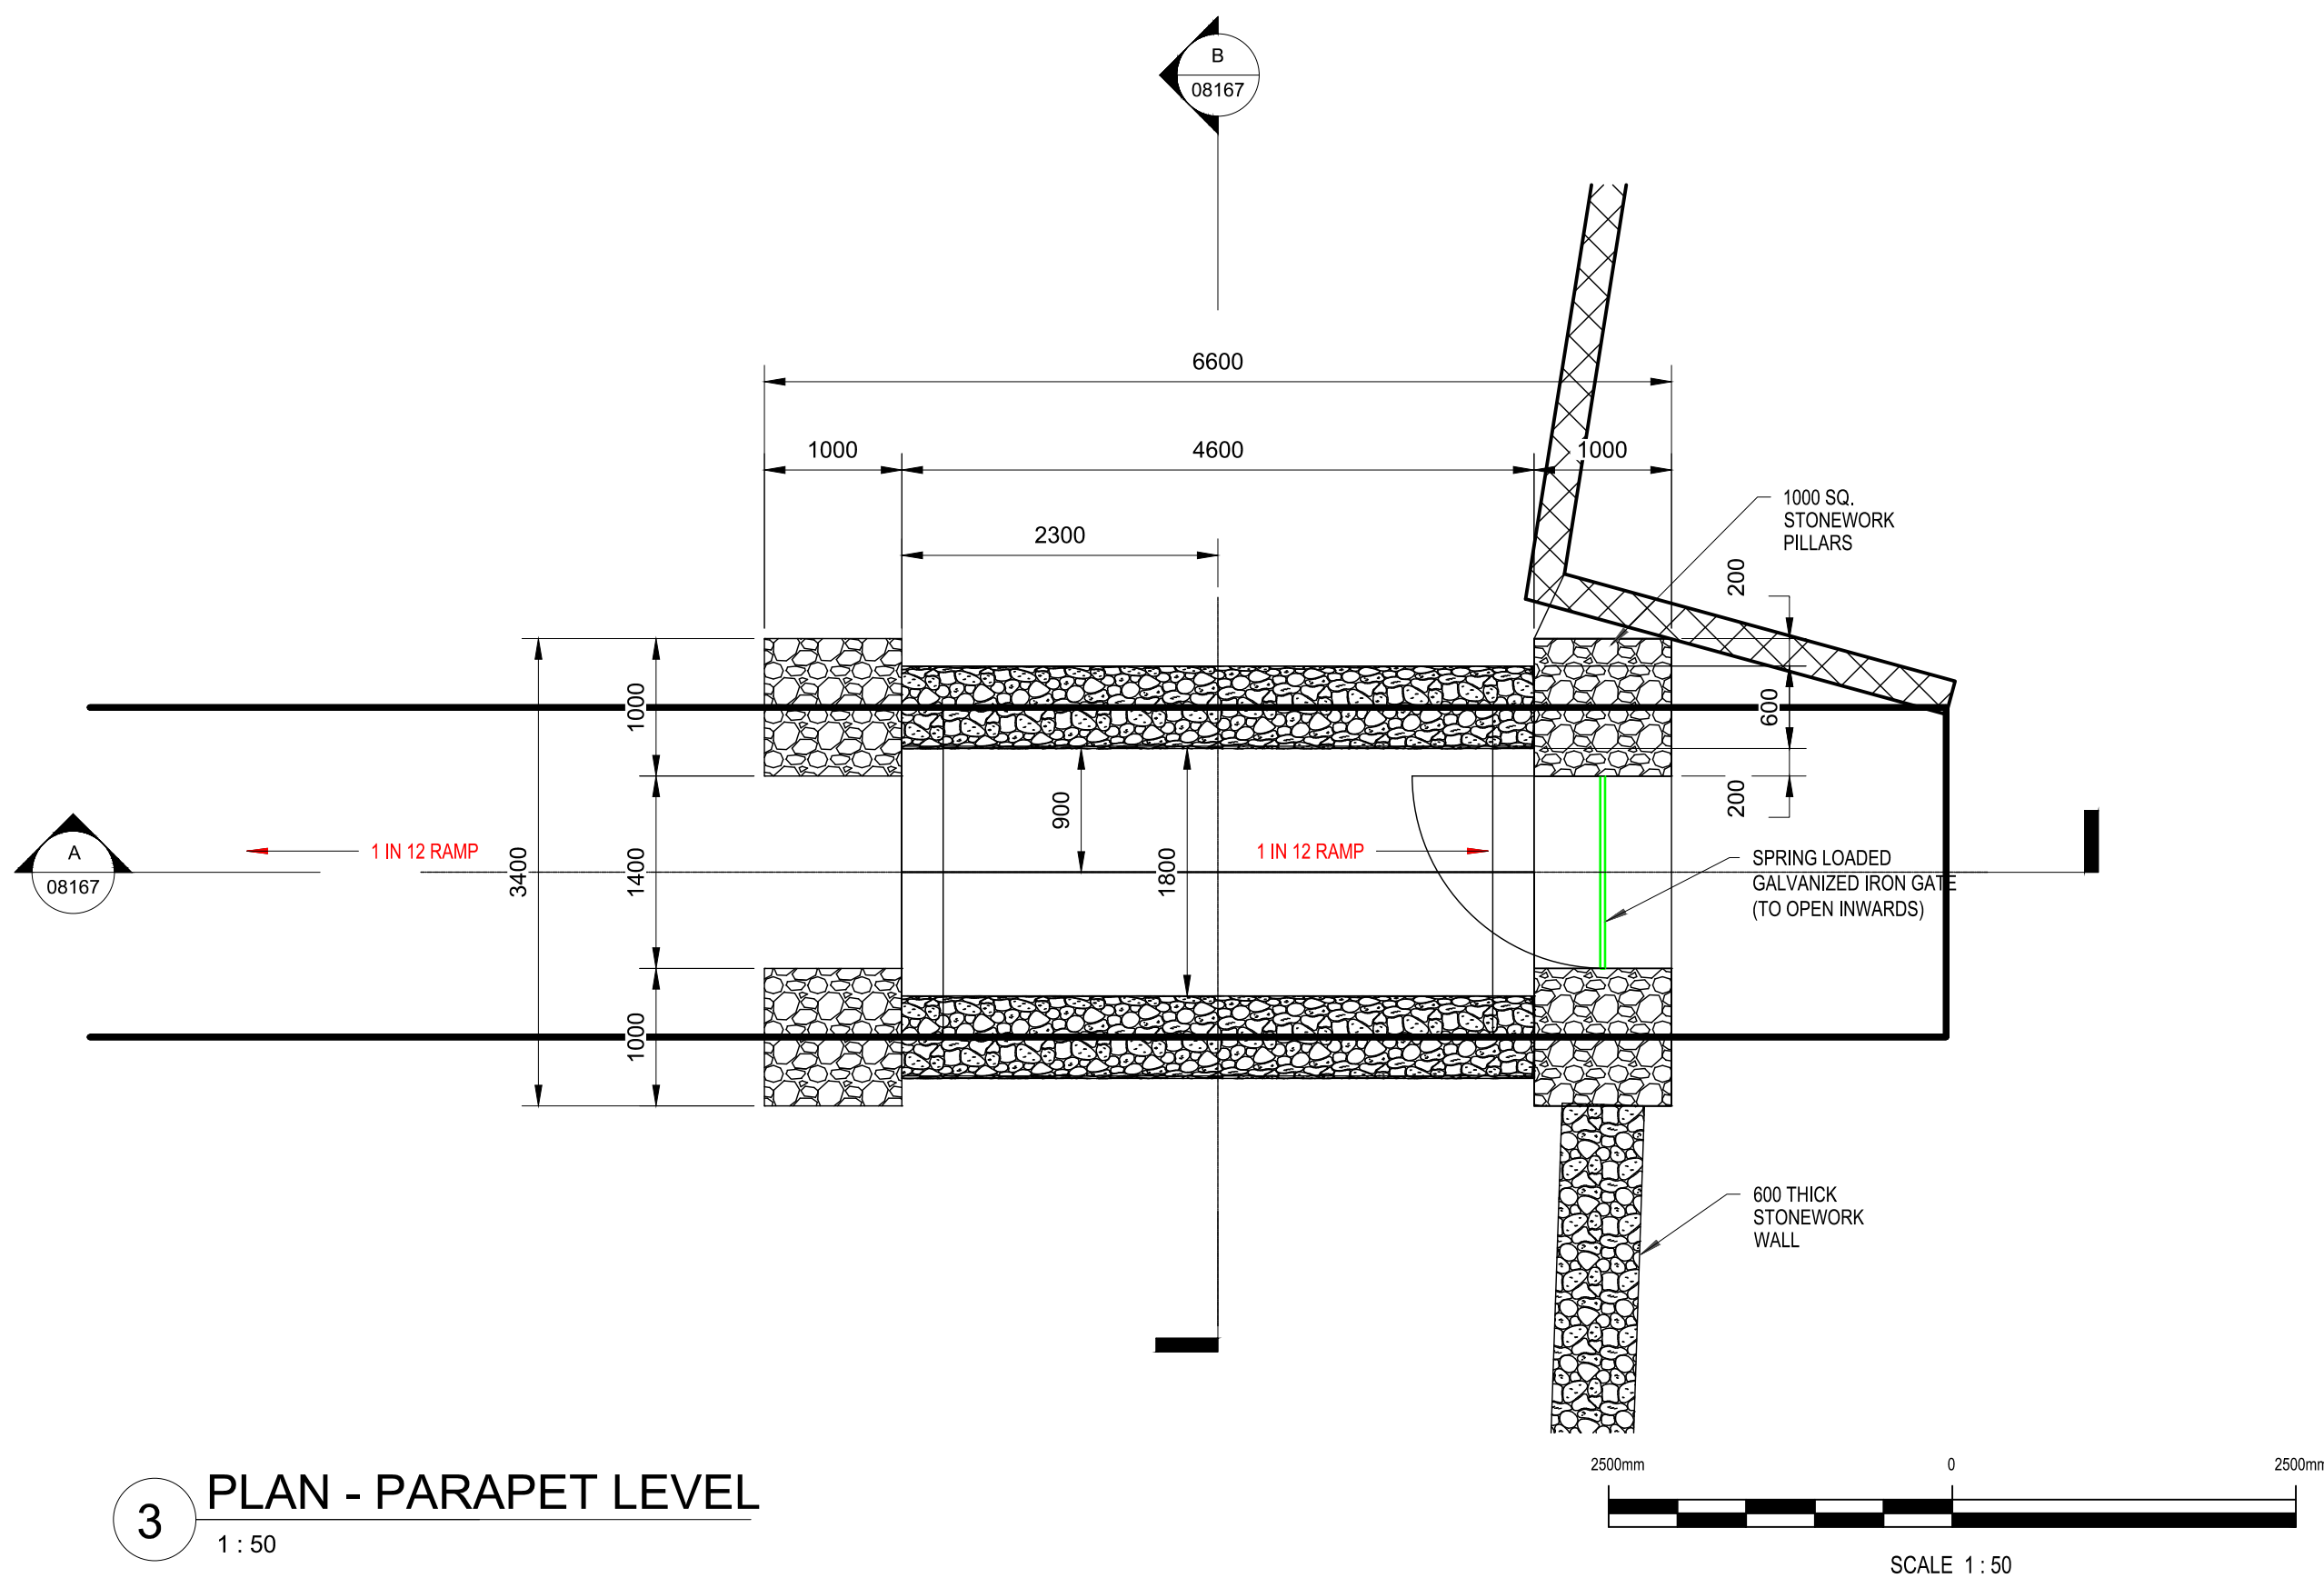 B
08167
6600
1000
4600
1000
2300
1000 SQ.
STONEWORK
PILLARS
200
600
200
1000
900
1800
3400
1400
1000
A
08167
1 IN 12 RAMP
1 IN 12 RAMP
SPRING LOADED
GALVANIZED IRON GATE
(TO OPEN INWARDS)
600 THICK
STONEWORK
WALL
3
PLAN - PARAPET LEVEL
1 : 50
2500mm
0
2500mm
SCALE 1 : 50